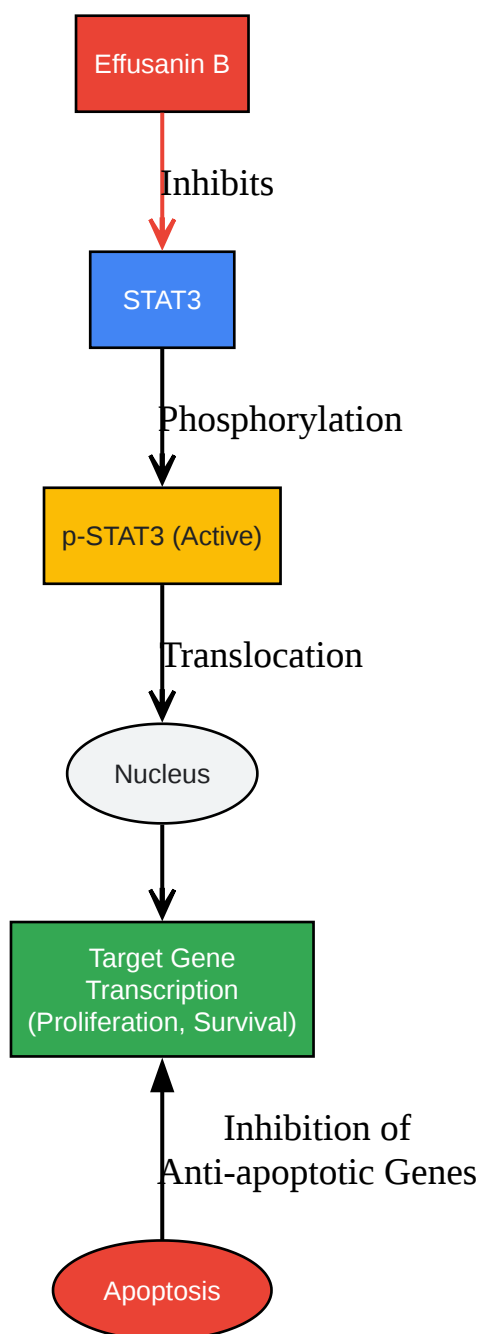 Effusanin B
Inhibits
STAT3
Phosphorylation
p-STAT3 (Active)
Translocation
Nucleus
Target Gene
Transcription
(Proliferation, Survival)
Inhibition of
Anti-apoptotic Genes
Apoptosis